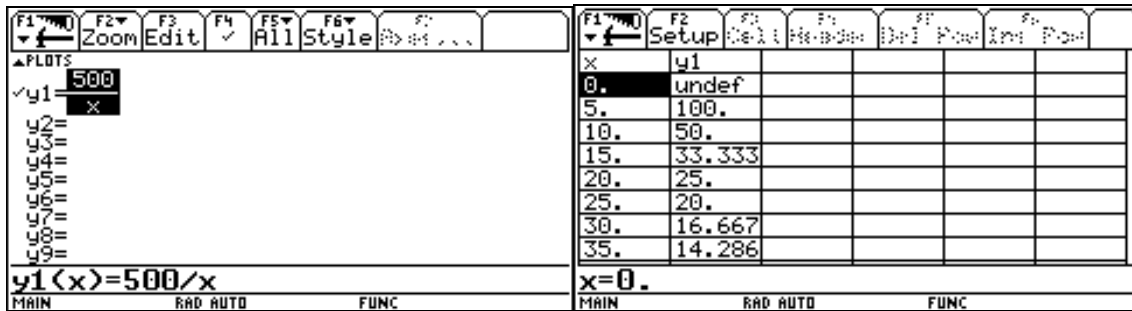 F1 F2 F3 F4 F5 F6
Zoom Edit ✓ All Style
PLOTS
✓y1=500/x
y2=
y3=
y4=
y5=
y6=
y7=
y8=
y9=
y1(x)=500/x
MAIN RAD AUTO FUNC
F1 F2
Setup
x y1
0. undef
5. 100.
10. 50.
15. 33.333
20. 25.
25. 20.
30. 16.667
35. 14.286
x=0.
MAIN RAD AUTO FUNC